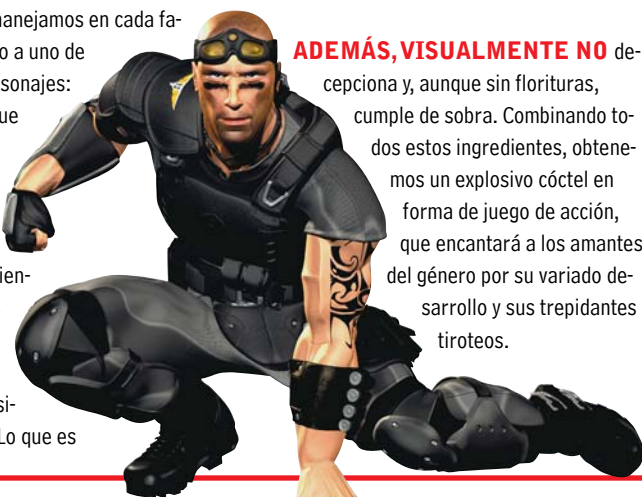 manejamos en cada fa-
o a uno de
sonajes:
ue
ien-
si-
Lo que es
ADEMÁS, VISUALMENTE NO de-
cepciona y, aunque sin florituras,
cumple de sobra. Combinando to-
dos estos ingredientes, obtene-
mos un explosivo cóctel en
forma de juego de acción,
que encantará a los amantes
del género por su variado de-
sarrollo y sus trepidantes
tiroteos.